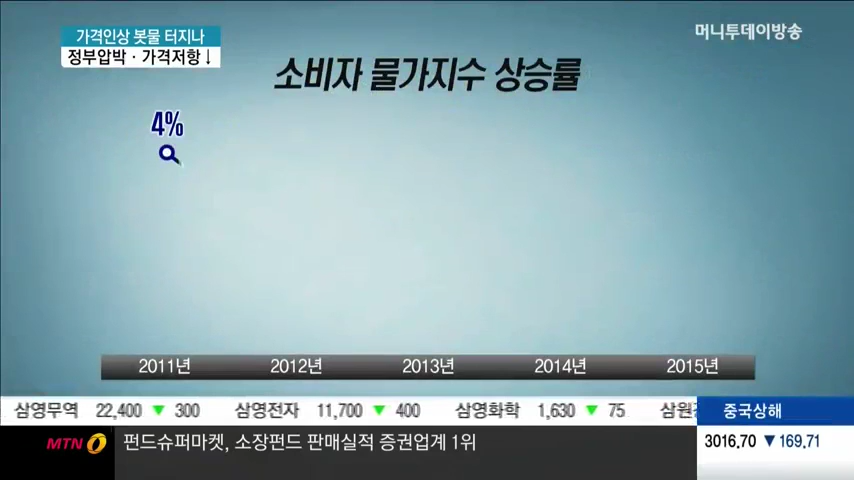 가격인상 봇물 터지나
정부압박 · 가격저항↓
머니투데이방송
소비자 물가지수 상승률
4%
2011년 2012년 2013년 2014년 2015년
삼영무역 22,400 ▼ 300 삼영전자 11,700 ▼ 400 삼영화학 1,630 ▼ 75
중국상해
MTN
펀드슈퍼마켓, 소장펀드 판매실적 증권업계 1위
3016.70 ▼169.71